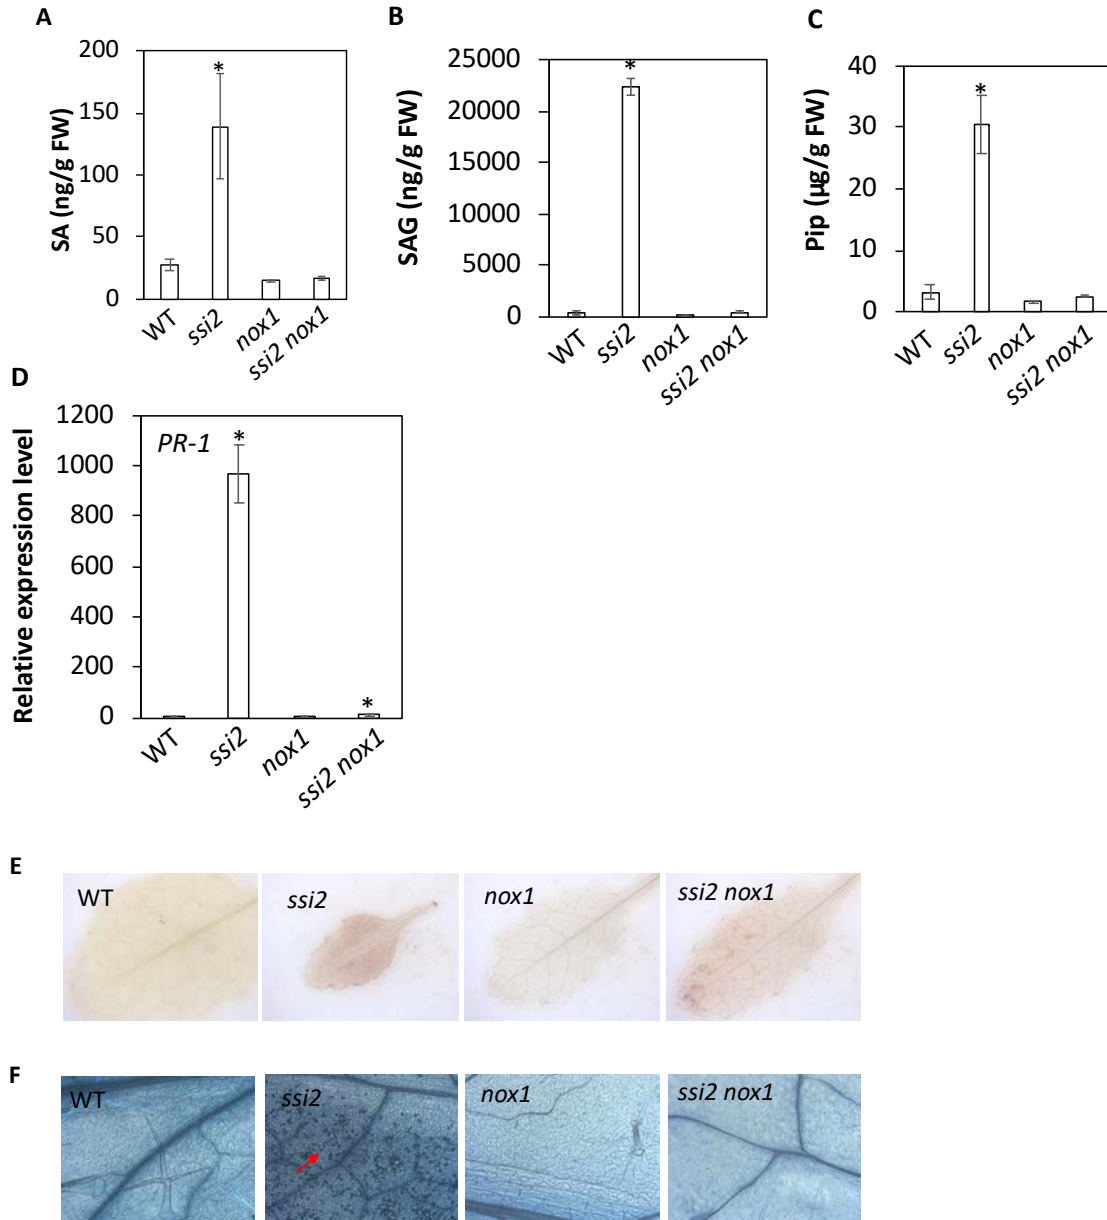 A
SA (ng/g FW)
200
150
100
50
0
*
WT
ssi2
nox1
ssi2 nox1
B
SAG (ng/g FW)
25000
20000
15000
10000
5000
0
*
WT
ssi2
nox1
ssi2 nox1
C
Pip (μg/g FW)
40
30
20
10
0
*
WT
ssi2
nox1
ssi2 nox1
D
Relative expression level
1200
1000
800
600
400
200
0
PR-1
*
*
WT
ssi2
nox1
ssi2 nox1
E
WT
ssi2
nox1
ssi2 nox1
F
WT
ssi2
nox1
ssi2 nox1